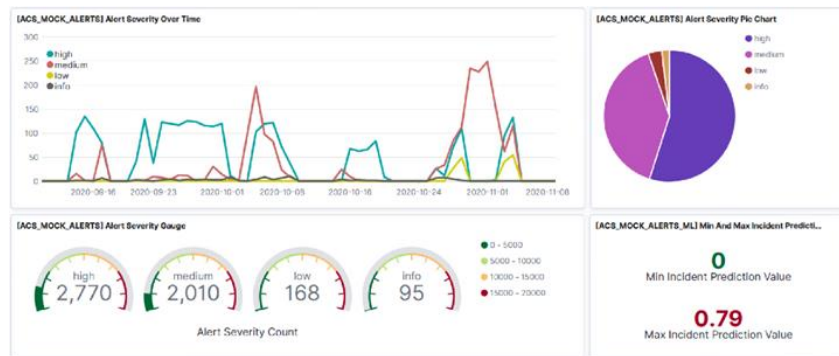 [ACS_MOCK_ALERTS] Alert Severity Over Time
300
250
200
150
100
50
0
high
medium
low
info
2020-09-16
2020-09-23
2020-10-01
2020-10-05
2020-10-16
2020-10-24
2020-11-01
2020-11-08
[ACS_MOCK_ALERTS] Alert Severity Pie Chart
high
medium
low
info
[ACS_MOCK_ALERTS] Alert Severity Gauge
high
2,770
medium
2,010
low
168
info
95
Alert Severity Count
0 - 5000
5000 - 10000
10000 - 15000
15000 - 20000
[ACS_MOCK_ALERTS_ML] Min And Max Incident Predicti...
0
Min Incident Prediction Value
0.79
Max Incident Prediction Value